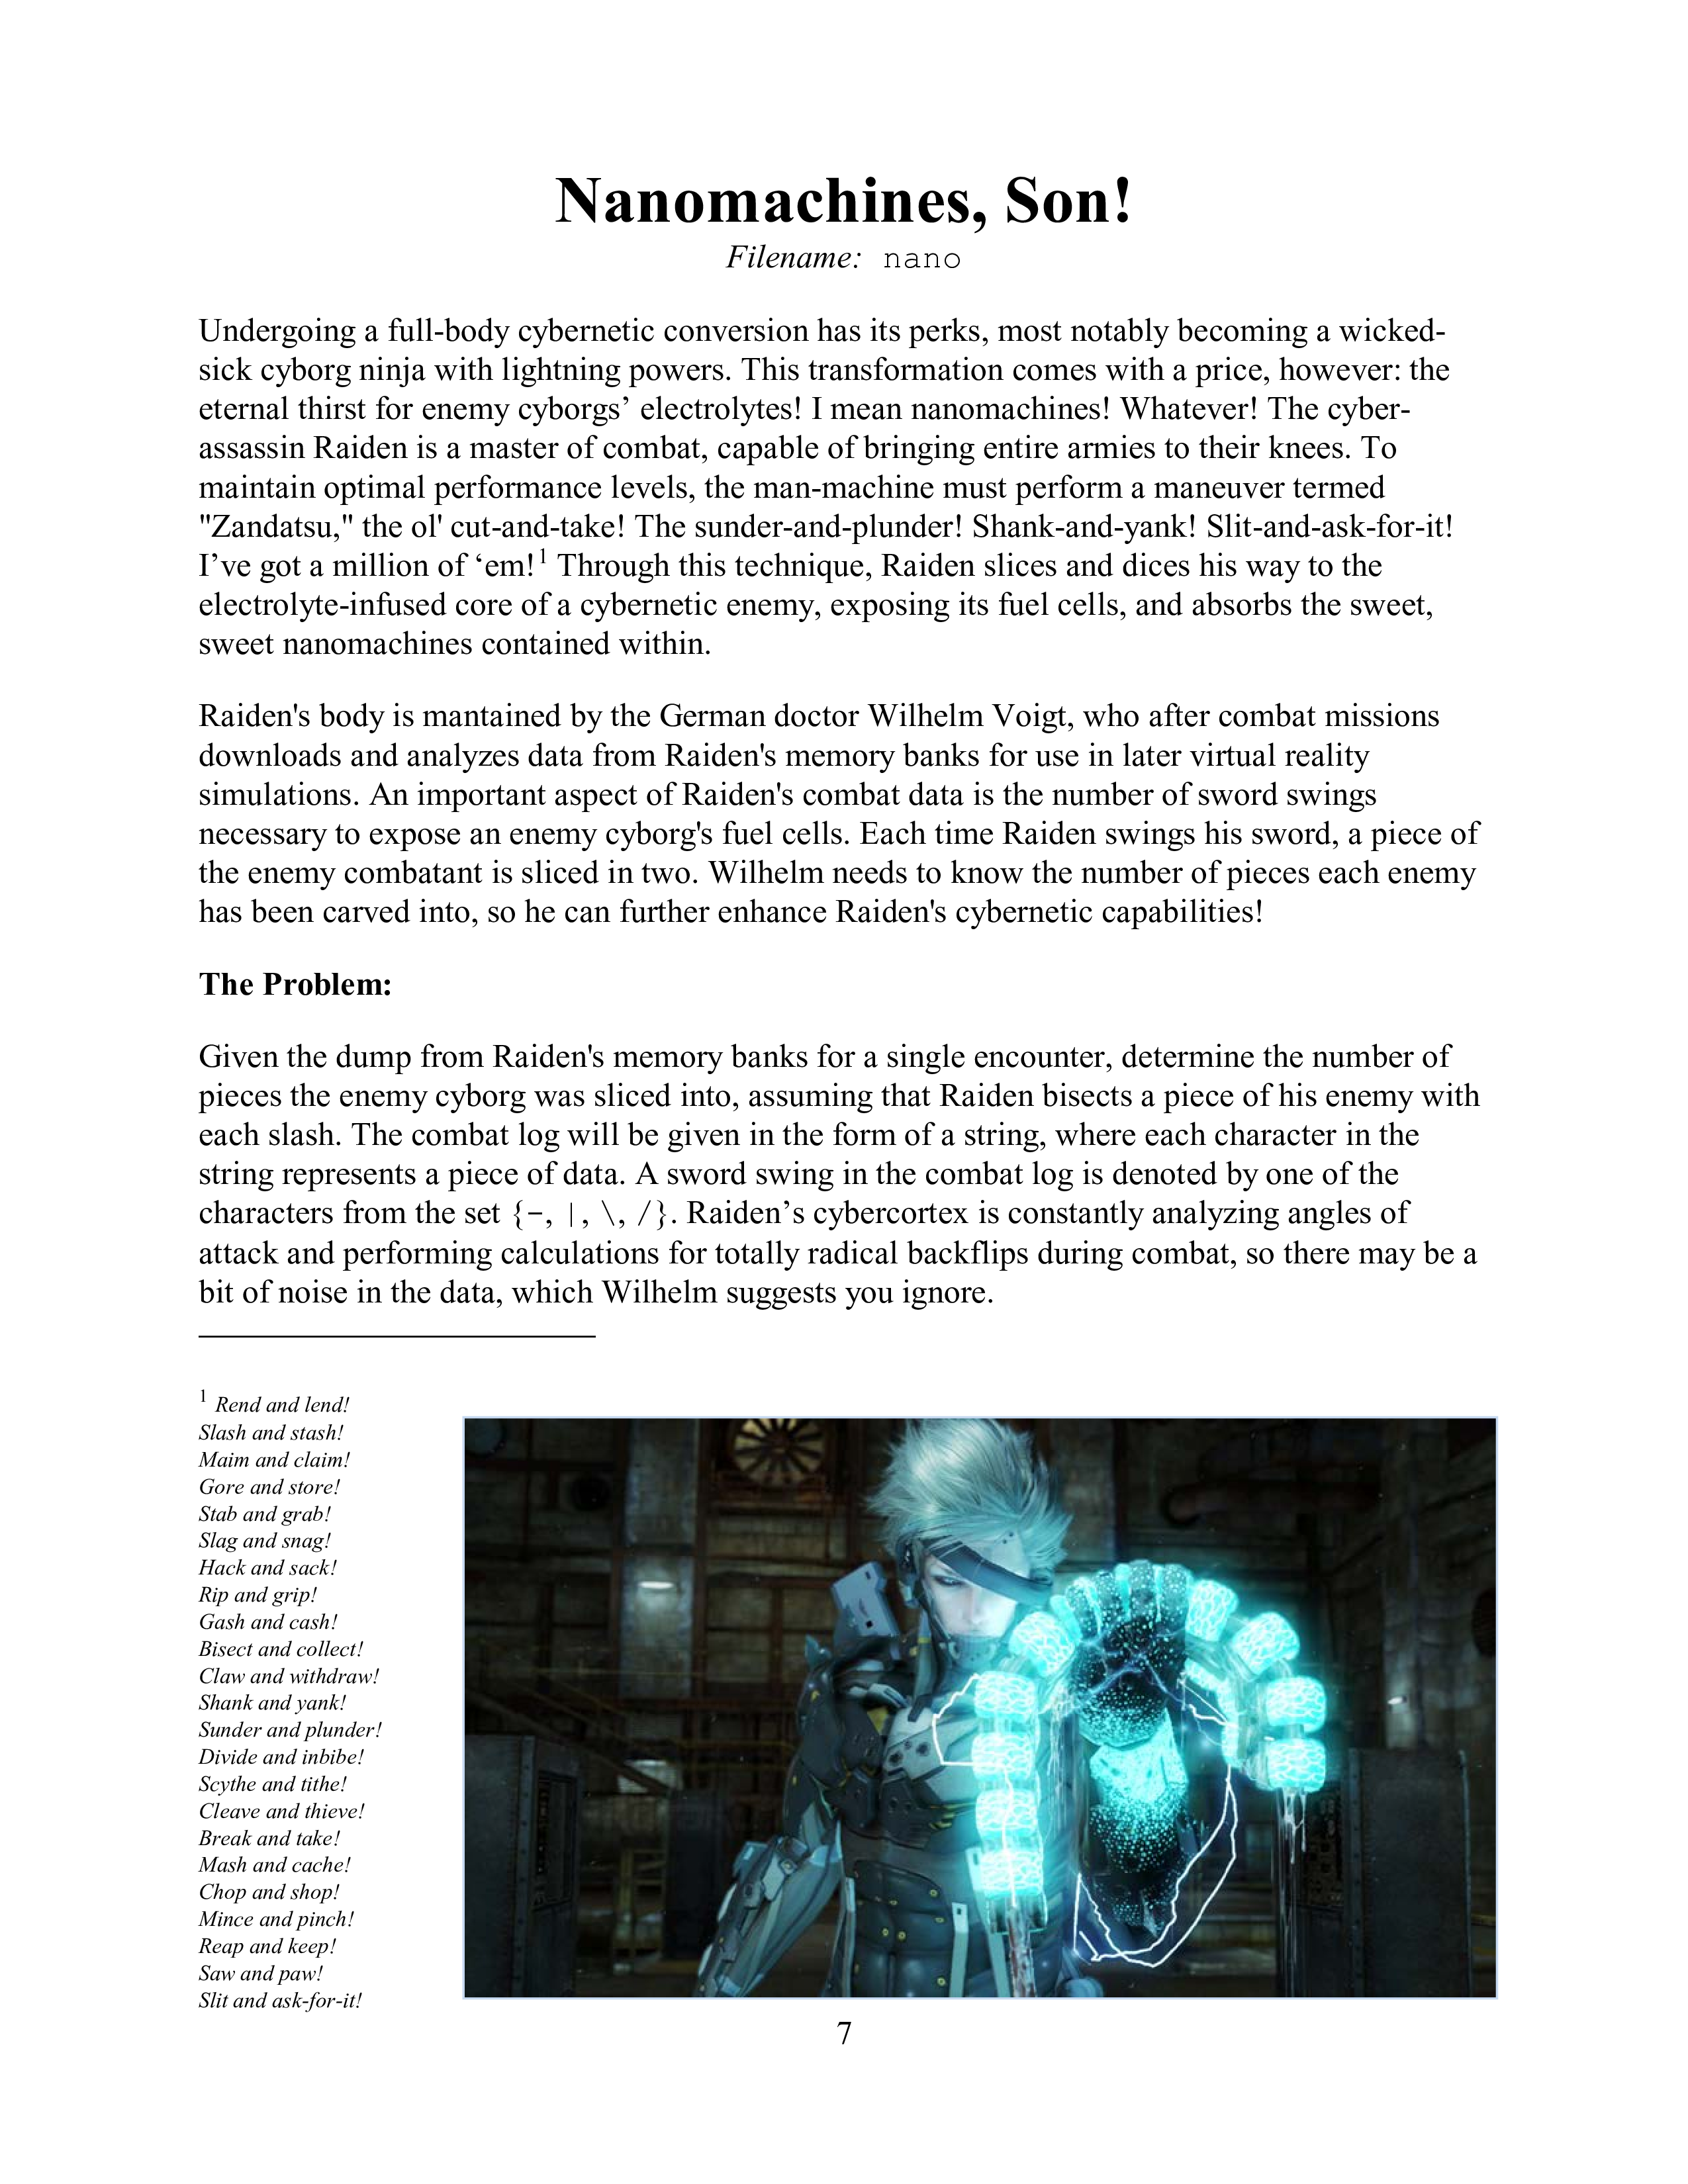 Nanomachines, Son!
Filename: nano
Undergoing a full-body cybernetic conversion has its perks, most notably becoming a wicked-
sick cyborg ninja with lightning powers. This transformation comes with a price, however: the
eternal thirst for enemy cyborgs’ electrolytes! I mean nanomachines! Whatever! The cyber-
assassin Raiden is a master of combat, capable of bringing entire armies to their knees. To
maintain optimal performance levels, the man-machine must perform a maneuver termed
"Zandatsu," the ol' cut-and-take! The sunder-and-plunder! Shank-and-yank! Slit-and-ask-for-it!
I’ve got a million of ‘em!1 Through this technique, Raiden slices and dices his way to the
electrolyte-infused core of a cybernetic enemy, exposing its fuel cells, and absorbs the sweet,
sweet nanomachines contained within.
Raiden's body is mantained by the German doctor Wilhelm Voigt, who after combat missions
downloads and analyzes data from Raiden's memory banks for use in later virtual reality
simulations. An important aspect of Raiden's combat data is the number of sword swings
necessary to expose an enemy cyborg's fuel cells. Each time Raiden swings his sword, a piece of
the enemy combatant is sliced in two. Wilhelm needs to know the number of pieces each enemy
has been carved into, so he can further enhance Raiden's cybernetic capabilities!
The Problem:
Given the dump from Raiden's memory banks for a single encounter, determine the number of
pieces the enemy cyborg was sliced into, assuming that Raiden bisects a piece of his enemy with
each slash. The combat log will be given in the form of a string, where each character in the
string represents a piece of data. A sword swing in the combat log is denoted by one of the
characters from the set {-, |, \, /}. Raiden’s cybercortex is constantly analyzing angles of
attack and performing calculations for totally radical backflips during combat, so there may be a
bit of noise in the data, which Wilhelm suggests you ignore.
1 Rend and lend!
Slash and stash!
Maim and claim!
Gore and store!
Stab and grab!
Slag and snag!
Hack and sack!
Rip and grip!
Gash and cash!
Bisect and collect!
Claw and withdraw!
Shank and yank!
Sunder and plunder!
Divide and inbibe!
Scythe and tithe!
Cleave and thieve!
Break and take!
Mash and cache!
Chop and shop!
Mince and pinch!
Reap and keep!
Saw and paw!
Slit and ask-for-it!
7